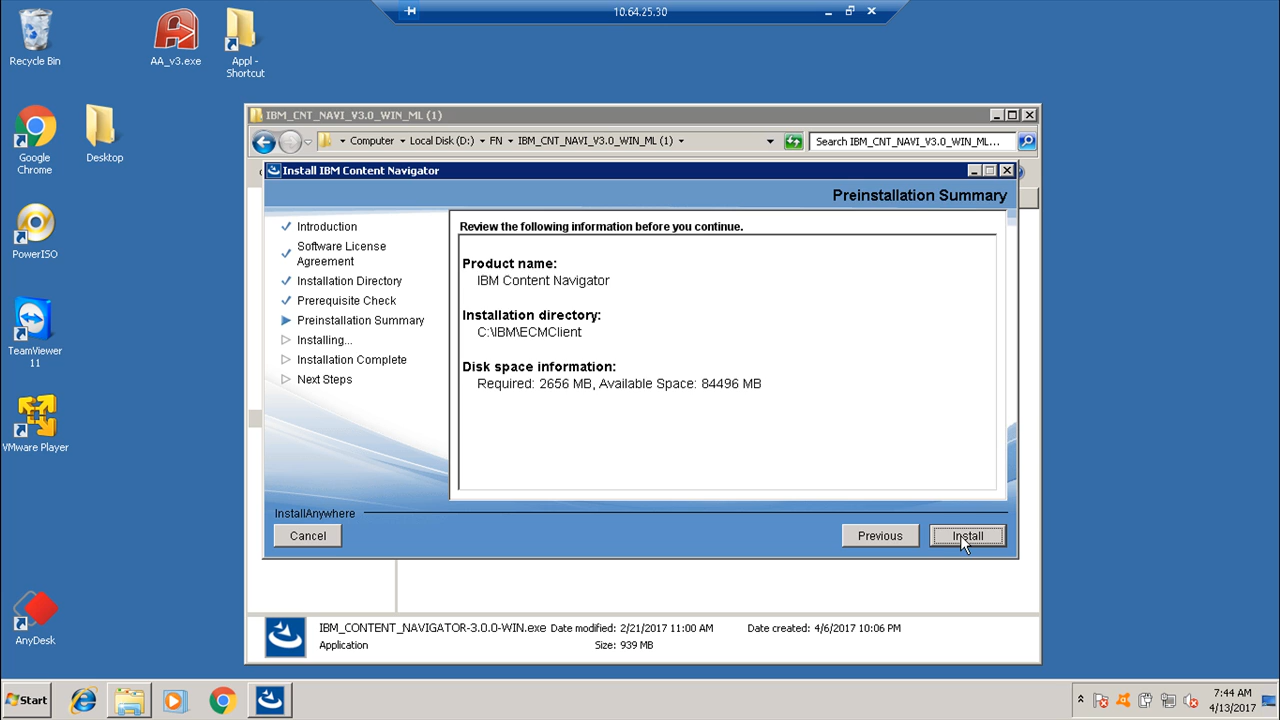 10.64.25.30
Recycle Bin
AA_v3.exe
Appl -
Shortcut
Google
Chrome
Desktop
PowerISO
TeamViewer
11
VMware Player
AnyDesk
IBM_CNT_NAVI_V3.0_WIN_ML (1)
Computer
Local Disk (D:)
FN
IBM_CNT_NAVI_V3.0_WIN_ML (1)
Search IBM_CNT_NAVI_V3.0_WIN_ML...
Install IBM Content Navigator
Preinstallation Summary
Introduction
Software License
Agreement
Installation Directory
Prerequisite Check
Preinstallation Summary
Installing...
Installation Complete
Next Steps
Review the following information before you continue.
Product name:
IBM Content Navigator
Installation directory:
C:\IBM\ECMClient
Disk space information:
Required: 2656 MB, Available Space: 84496 MB
InstallAnywhere
Cancel
Previous
Install
IBM_CONTENT_NAVIGATOR-3.0.0-WIN.exe Date modified: 2/21/2017 11:00 AM Date created: 4/6/2017 10:06 PM
Application Size: 939 MB
Start
7:44 AM
4/13/2017